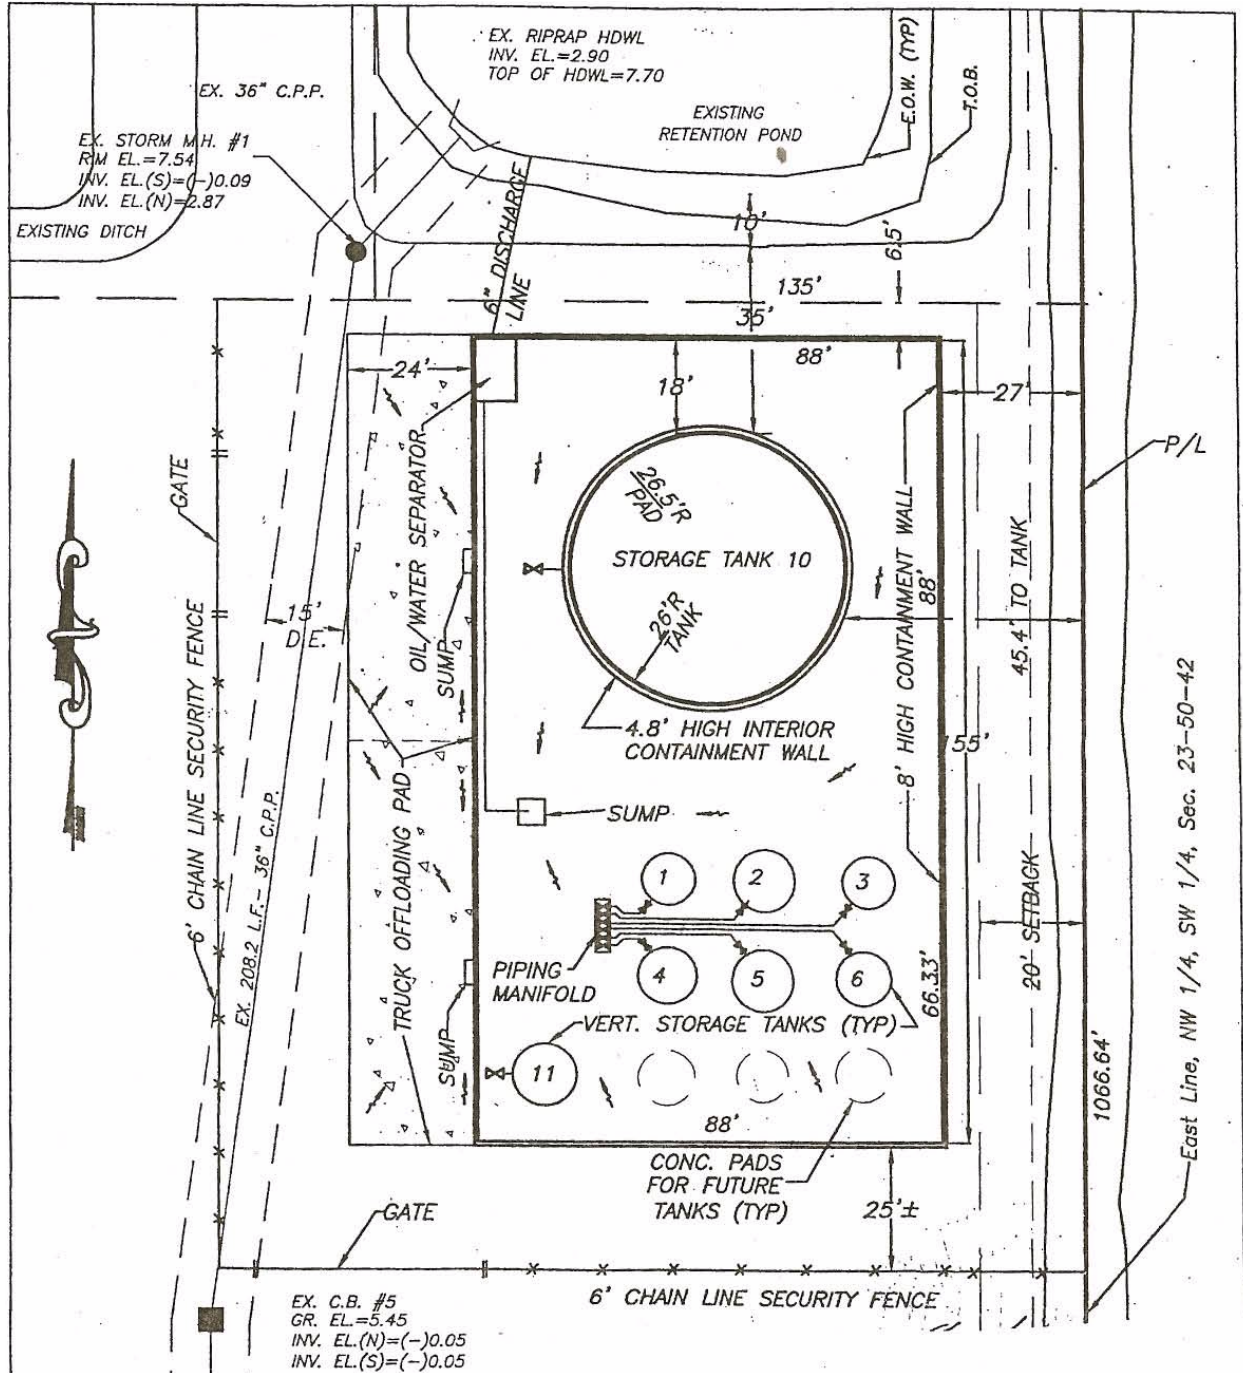 EX. RIPRAP HDWL
INV. EL.=2.90
TOP OF HDWL=7.70
EX. 36" C.P.P.
EXISTING
RETENTION POND
E.O.W. (TYP)
T.O.B.
EX. STORM M.H. #1
RIM EL.=7.54
INV. EL.(S)=(-)0.09
INV. EL.(N)=2.87
EXISTING DITCH
6" DISCHARGE
LINE
10'
6.5'
135'
35'
88'
24'
18'
27'
P/L
GATE
OIL/WATER SEPARATOR
26.5'R
PAD
STORAGE TANK 10
26'R
TANK
8' HIGH CONTAINMENT WALL
88'
45.4' TO TANK
15'
D.E.
SUMP
6' CHAIN LINE SECURITY FENCE
4.8' HIGH INTERIOR
CONTAINMENT WALL
155'
EX. 208.2 L.F.- 36" C.P.P.
TRUCK OFFLOADING PAD
SUMP
1
2
3
20' SETBACK
PIPING
MANIFOLD
4
5
6
66.33'
VERT. STORAGE TANKS (TYP)
SUMP
11
1066.64'
East Line, NW 1/4, SW 1/4, Sec. 23-50-42
88'
CONC. PADS
FOR FUTURE
TANKS (TYP)
25'±
GATE
6' CHAIN LINE SECURITY FENCE
EX. C.B. #5
GR. EL.=5.45
INV. EL.(N)=(-)0.05
INV. EL.(S)=(-)0.05